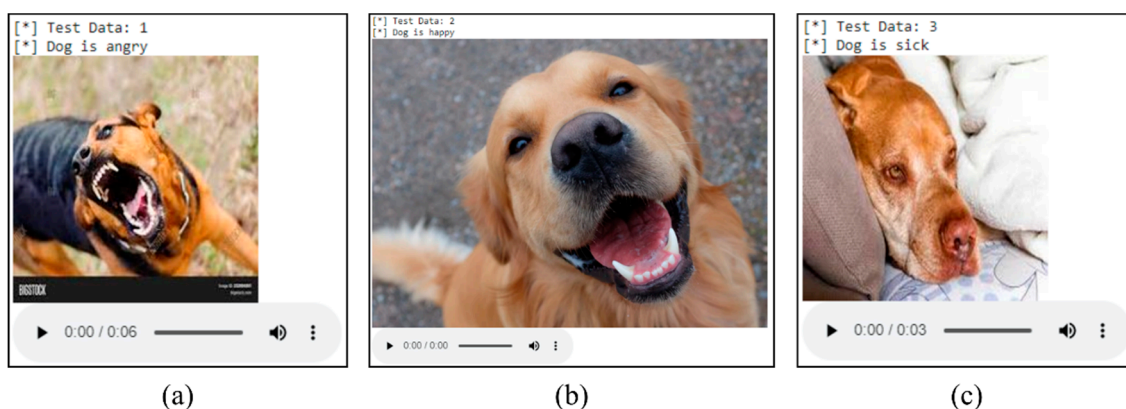 [*] Test Data: 1
[*] Dog is angry
BIGSTOCK
0:00 / 0:06
(a)
[*] Test Data: 2
[*] Dog is happy
0:00 / 0:00
(b)
[*] Test Data: 3
[*] Dog is sick
0:00 / 0:03
(c)